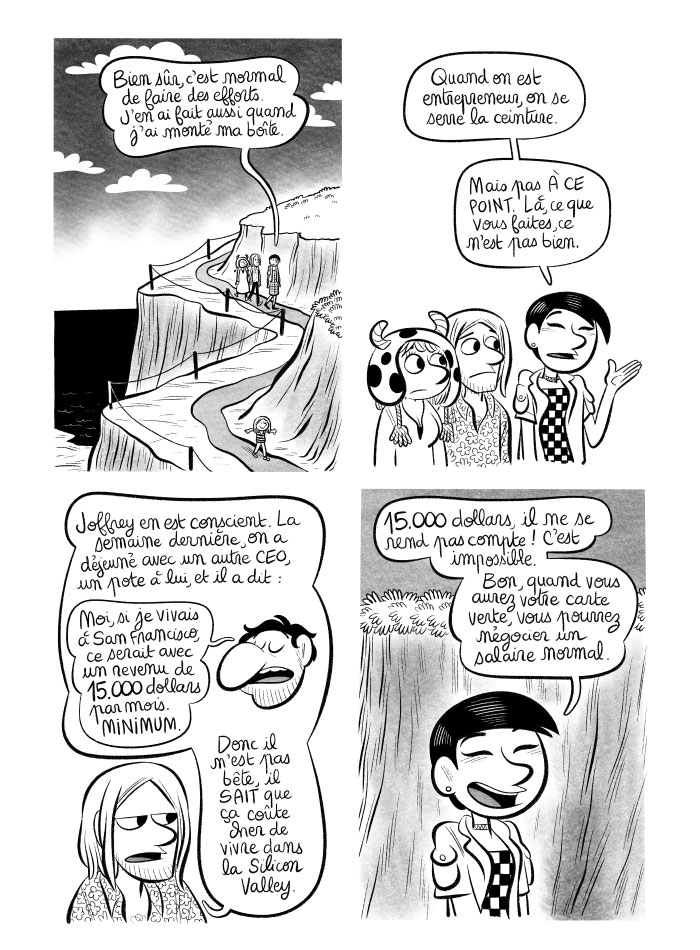 Bien sûr, c'est normal
de faire des efforts.
J'en ai fait aussi quand
j'ai monté ma boîte.
Quand on est
entrepreneur, on se
serre la ceinture.
Mais pas À CE
POINT. Là, ce que
vous faites, ce
n'est pas bien.
Joffrey en est conscient. La
semaine dernière, on a
déjeuné avec un autre CEO,
un pote à lui, et il a dit :
Moi, si je vivais
à San Francisco,
ce serait avec
un revenu de
15.000 dollars
par mois.
MINIMUM.
Donc il
n'est pas
bête, il
SAIT que
ça coûte
cher de
vivre dans
la Silicon
Valley.
15.000 dollars, il ne se
rend pas compte ! C'est
impossible.
Bon, quand vous
aurez votre carte
verte, vous pourrez
négocier un
salaire normal.